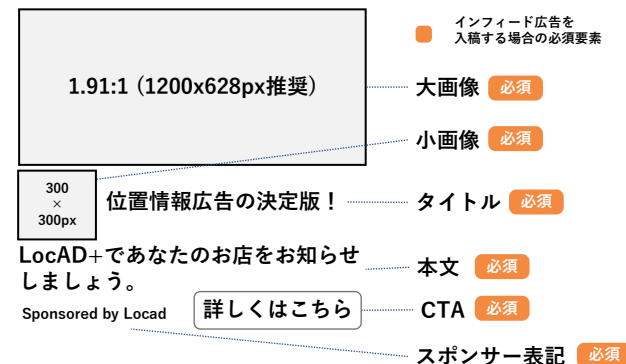 インフィード広告を
入稿する場合の必須要素
1.91:1 (1200x628px推奨)
大画像 必須
小画像 必須
300
×
300px
位置情報広告の決定版！
タイトル 必須
LocAD+であなたのお店をお知らせ
しましょう。
本文 必須
Sponsored by Locad
詳しくはこちら
CTA 必須
スポンサー表記 必須